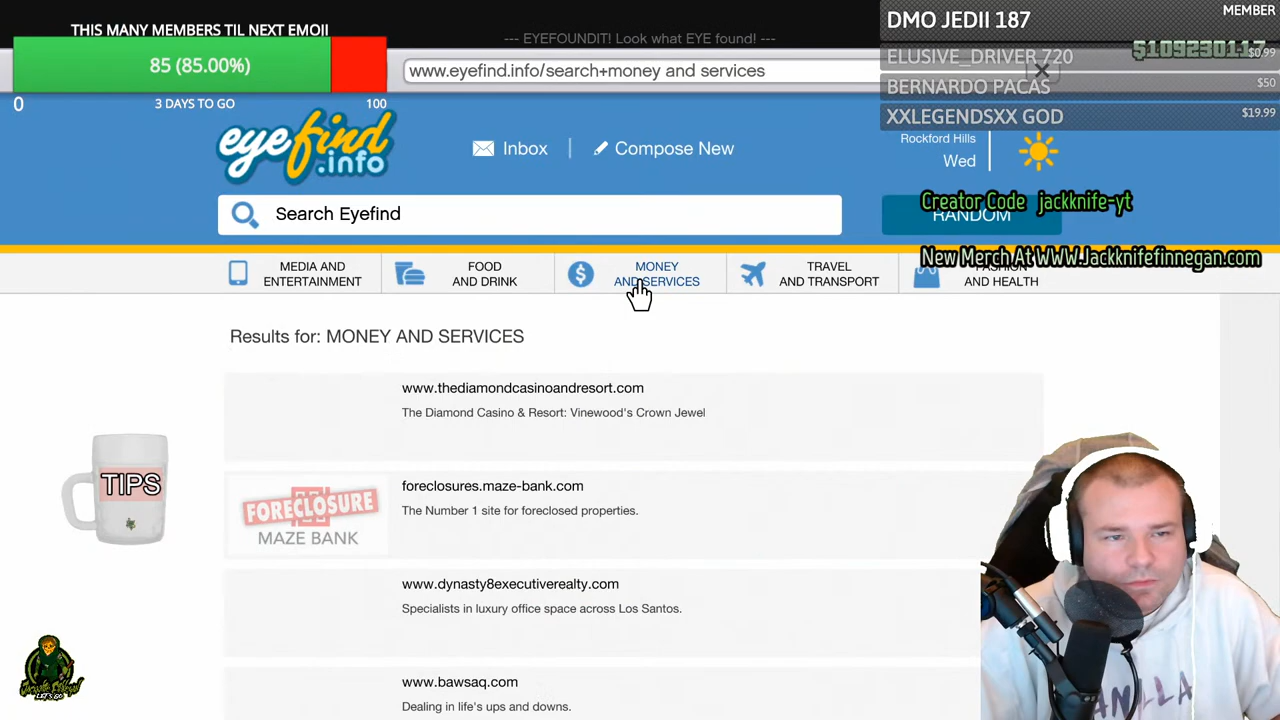 THIS MANY MEMBERS TIL NEXT EMOJI
85 (85.00%)
0
3 DAYS TO GO
100
--- EYEFOUNDIT! Look what EYE found! ---
www.eyefind.info/search+money and services
DMO JEDII 187
MEMBER
ELUSIVE_DRIVER 720
$0.99
BERNARDO PACAS
$50
XXLEGENDSXX GOD
$19.99
eyefind
.info
Inbox
Compose New
Rockford Hills
Wed
Search Eyefind
RANDOM
Creator Code jackknife-yt
New Merch At WWW.Jackknifefinnegan.com
MEDIA AND
ENTERTAINMENT
FOOD
AND DRINK
MONEY
AND SERVICES
TRAVEL
AND TRANSPORT
FASHION
AND HEALTH
Results for: MONEY AND SERVICES
www.thediamondcasinoandresort.com
The Diamond Casino & Resort: Vinewood's Crown Jewel
TIPS
FORECLOSURE
MAZE BANK
foreclosures.maze-bank.com
The Number 1 site for foreclosed properties.
www.dynasty8executiverealty.com
Specialists in luxury office space across Los Santos.
www.bawsaq.com
Dealing in life's ups and downs.
LET'S GO